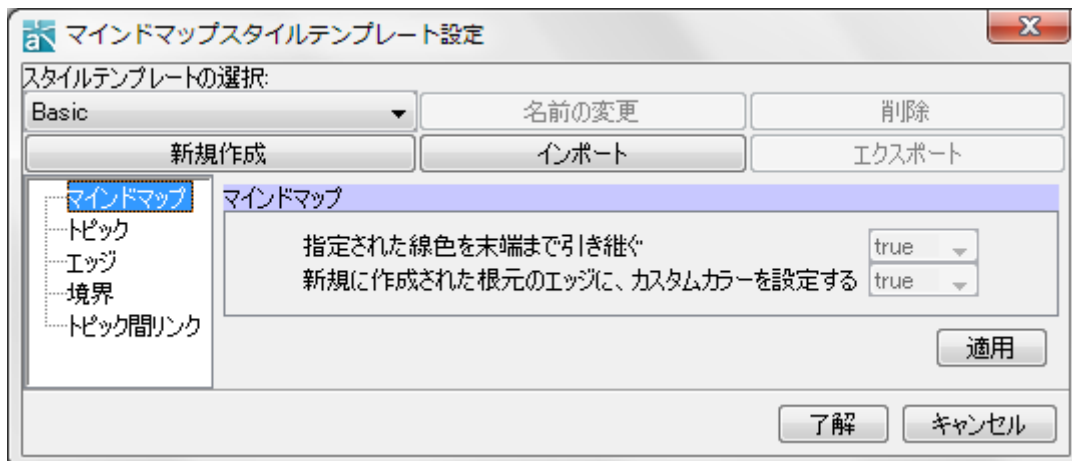 マインドマップスタイルテンプレート設定
スタイルテンプレートの選択:
Basic 名前の変更 削除
新規作成 インポート エクスポート
マインドマップ
トピック
エッジ
境界
トピック間リンク
マインドマップ
指定された線色を末端まで引き継ぐ true
新規に作成された根元のエッジに、カスタムカラーを設定する true
適用
了解 キャンセル